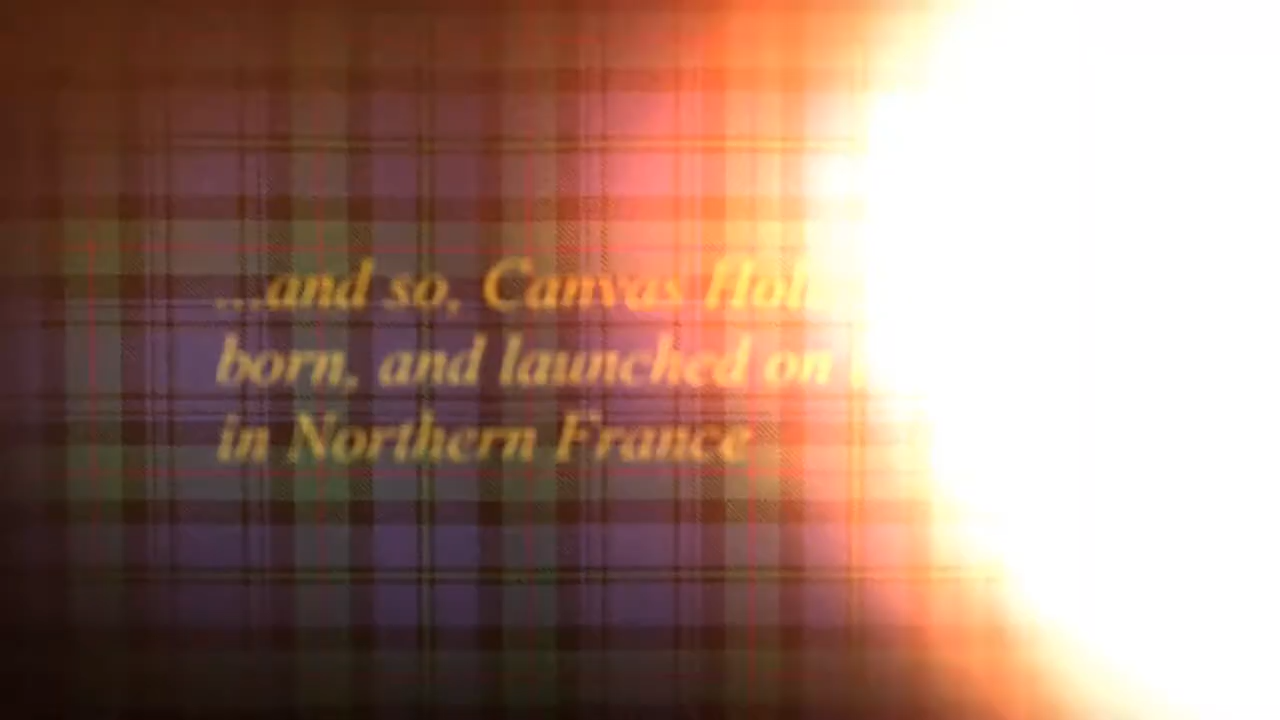 ...and so, Canvas
born, and launched on
in Northern France